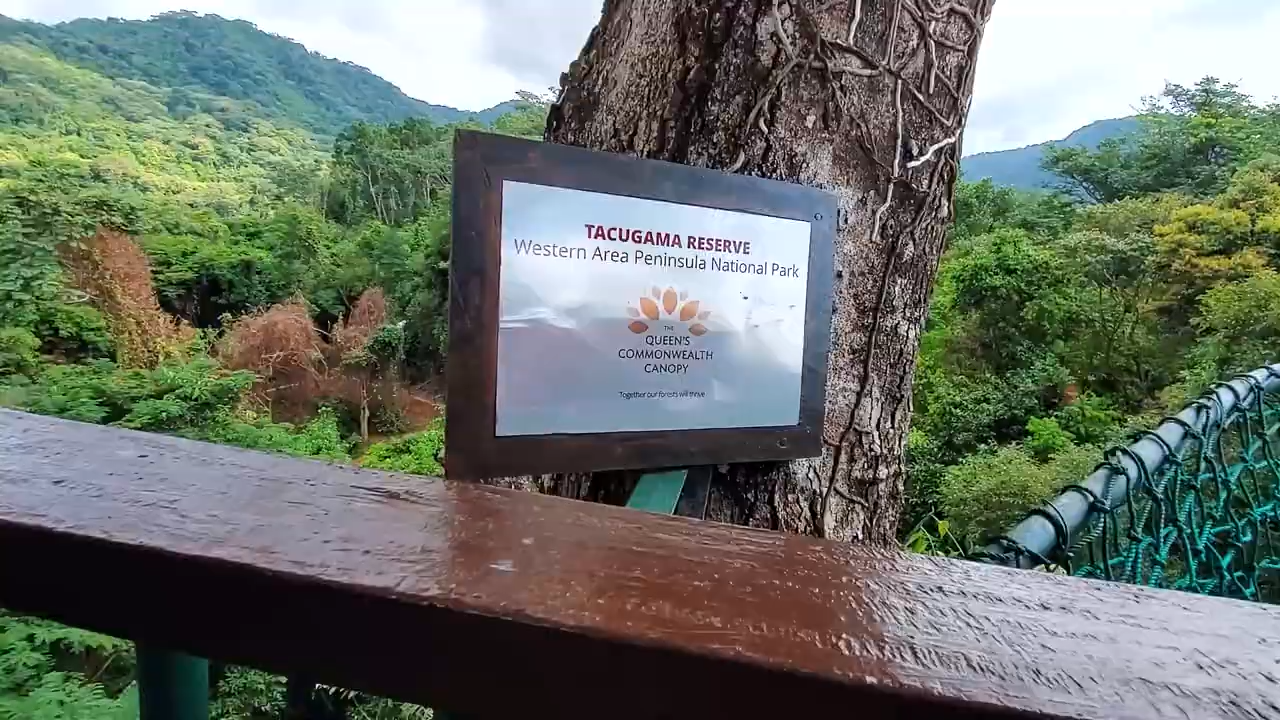 TACUGAMA RESERVE
Western Area Peninsula National Park
THE
QUEEN'S
COMMONWEALTH
CANOPY
Together our forests will thrive